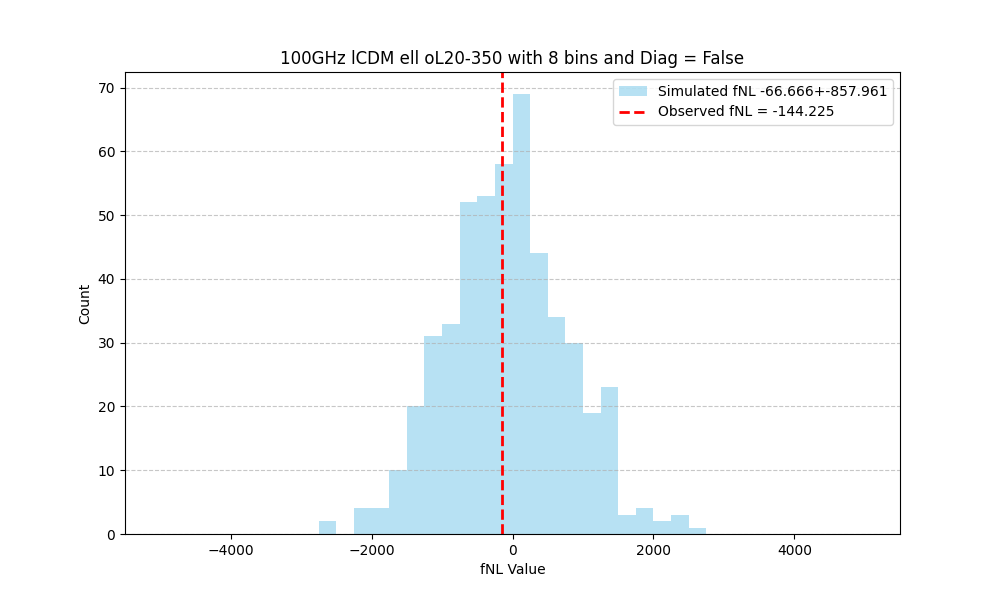 100GHz lCDM ell oL20-350 with 8 bins and Diag = False
Simulated fNL -66.666+-857.961
Observed fNL = -144.225
70
60
50
40
30
20
10
0
Count
−4000
−2000
0
2000
4000
fNL Value